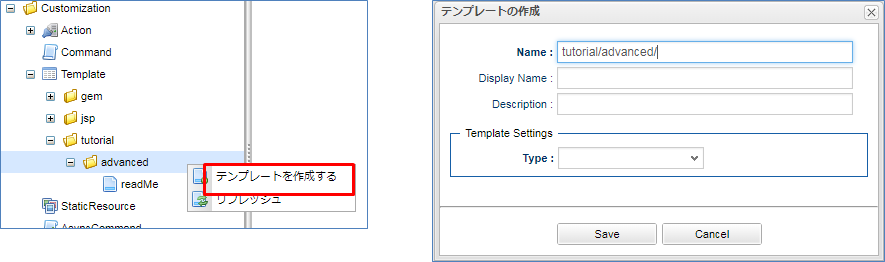 Customization
Action
Command
Template
gem
jsp
tutorial
advanced
readMe
StaticResource
AsyncCommand
テンプレートを作成する
リフレッシュ
テンプレートの作成
Name : tutorial/advanced/
Display Name :
Description :
Template Settings
Type :
Save Cancel